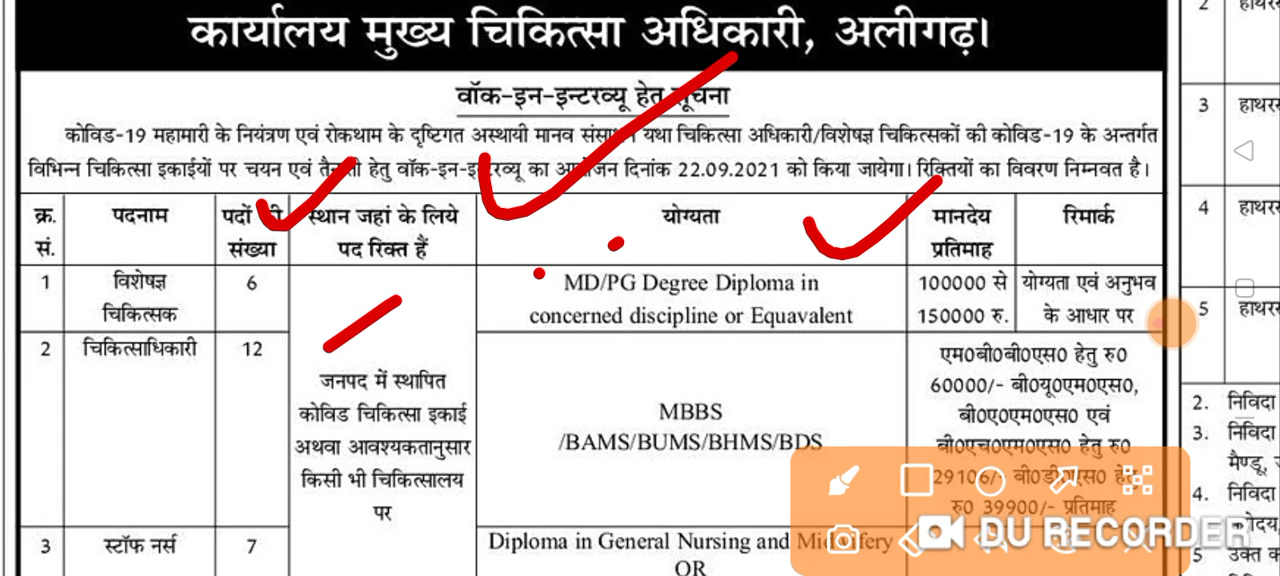 कार्यालय मुख्य चिकित्सा अधिकारी, अलीगढ़।
वॉक-इन-इन्टरव्यू हेतु सूचना
कोविड-19 महामारी के नियंत्रण एवं रोकथाम के दृष्टिगत अस्थायी मानव यथा चिकित्सा अधिकारी/विशेषज्ञ चिकित्सकों की कोविड-19 के अन्तर्गत
विभिन्न चिकित्सा इकाईयों पर चयन एवं हेतु वॉक-इन-इन्टरव्यू का आयोजन दिनांक 22.09.2021 को किया जायेगा। रिक्तियों का विवरण निम्नवत है।
क्र. सं.
पदनाम
पदों की संख्या
स्थान जहां के लिये
पद रिक्त हैं
योग्यता
मानदेय
प्रतिमाह
रिमार्क
1
विशेषज्ञ
चिकित्सक
6
MD/PG Degree Diploma in
concerned discipline or Equavalent
100000 से
150000 रु.
योग्यता एवं अनुभव
के आधार पर
2
चिकित्साधिकारी
12
जनपद में स्थापित
कोविड चिकित्सा इकाई
अथवा आवश्यकतानुसार
किसी भी चिकित्सालय
पर
MBBS
/BAMS/BUMS/BHMS/BDS
एम0बी0बी0एस0 हेतु रु0
60000/- बी0यू0एम0एस0,
बी0ए0एम0एस0 एवं
बी0एच0एम0एस0 हेतु रु0
29106/- बी0डी0एस0 हेतु
रु0 39900/- प्रतिमाह
3
स्टॉफ नर्स
7
Diploma in General Nursing and Midwifery
OR
2
3
4
5
2. निविदा
3. निविदा
मैण्डू,
4. निविदा
5 उक्त
DU RECORDER